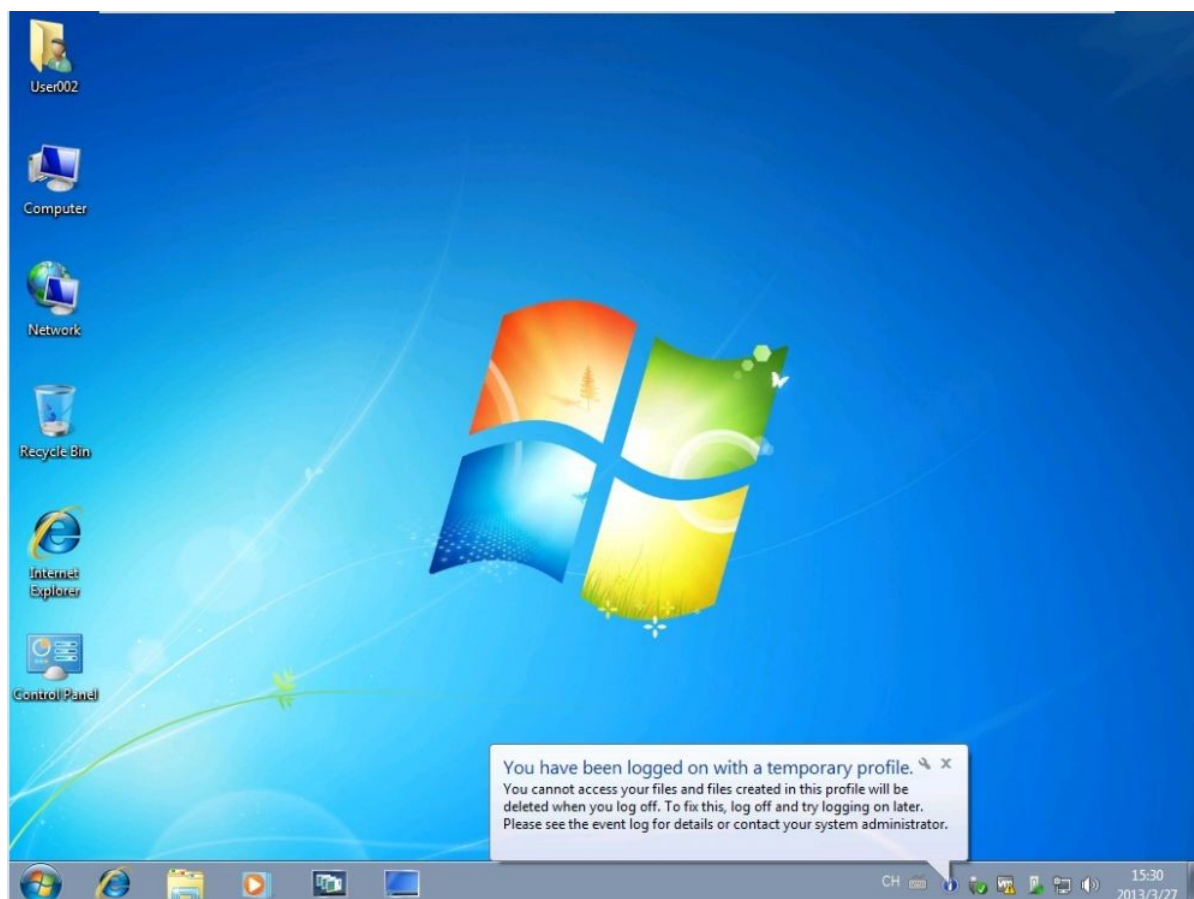 User002
Computer
Network
Recycle Bin
Internet
Explorer
Control Panel
You have been logged on with a temporary profile.
You cannot access your files and files created in this profile will be
deleted when you log off. To fix this, log off and try logging on later.
Please see the event log for details or contact your system administrator.
CH
15:30
2013/3/27